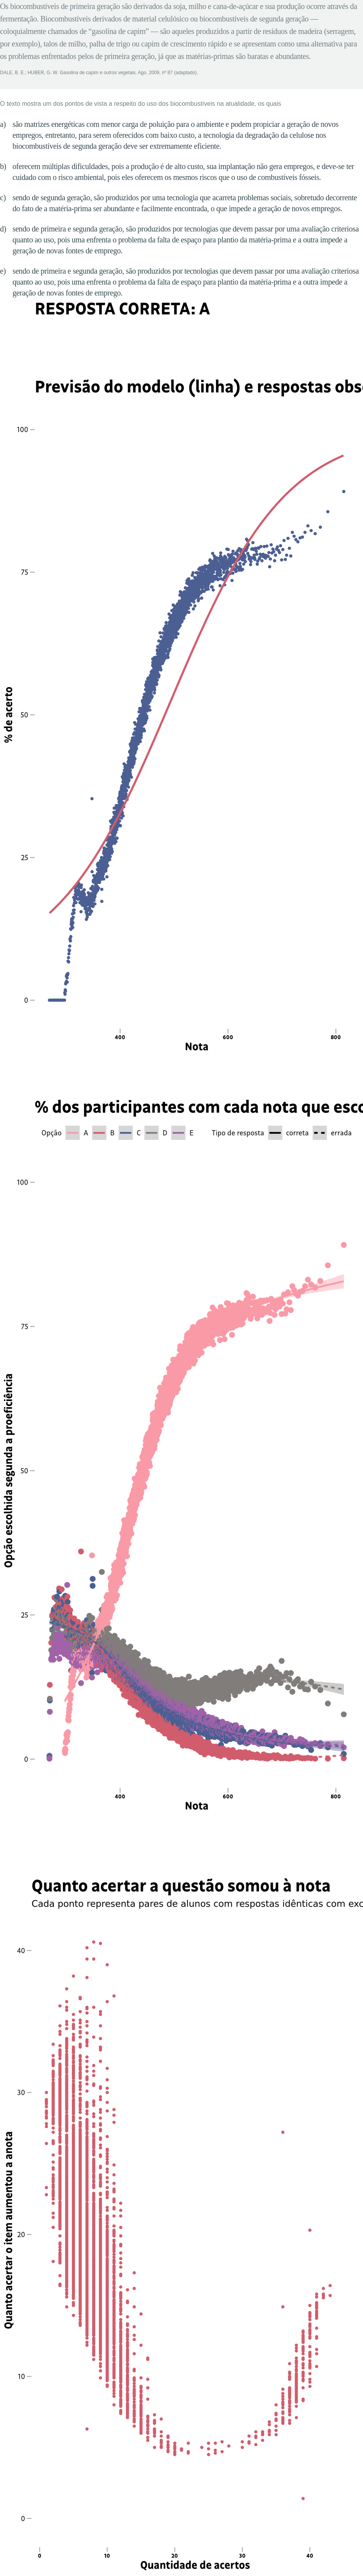 Os biocombustíveis de primeira geração são derivados da soja, milho e cana-de-açúcar e sua produção ocorre através da
fermentação. Biocombustíveis derivados de material celulósico ou biocombustíveis de segunda geração —
coloquialmente chamados de “gasolina de capim” — são aqueles produzidos a partir de resíduos de madeira (serragem,
por exemplo), talos de milho, palha de trigo ou capim de crescimento rápido e se apresentam como uma alternativa para
os problemas enfrentados pelos de primeira geração, já que as matérias-primas são baratas e abundantes.
DALE, B. E.; HUBER, G. W. Gasolina de capim e outros vegetais. Ago. 2009, nº 87 (adaptado).
O texto mostra um dos pontos de vista a respeito do uso dos biocombustíveis na atualidade, os quais
a) são matrizes energéticas com menor carga de poluição para o ambiente e podem propiciar a geração de novos
empregos, entretanto, para serem oferecidos com baixo custo, a tecnologia da degradação da celulose nos
biocombustíveis de segunda geração deve ser extremamente eficiente.
b) oferecem múltiplas dificuldades, pois a produção é de alto custo, sua implantação não gera empregos, e deve-se ter
cuidado com o risco ambiental, pois eles oferecem os mesmos riscos que o uso de combustíveis fósseis.
c) sendo de segunda geração, são produzidos por uma tecnologia que acarreta problemas sociais, sobretudo decorrente
do fato de a matéria-prima ser abundante e facilmente encontrada, o que impede a geração de novos empregos.
d) sendo de primeira e segunda geração, são produzidos por tecnologias que devem passar por uma avaliação criteriosa
quanto ao uso, pois uma enfrenta o problema da falta de espaço para plantio da matéria-prima e a outra impede a
geração de novas fontes de emprego.
e) sendo de primeira e segunda geração, são produzidos por tecnologias que devem passar por uma avaliação criteriosa
quanto ao uso, pois uma enfrenta o problema da falta de espaço para plantio da matéria-prima e a outra impede a
geração de novas fontes de emprego.
RESPOSTA CORRETA: A
Previsão do modelo (linha) e respostas obs
100
75
50
25
0
% de acerto
400 600 800
Nota
% dos participantes com cada nota que esco
Opção A B C D E Tipo de resposta correta errada
100
75
50
25
0
Opção escolhida segunda a proeficiência
400 600 800
Nota
Quanto acertar a questão somou à nota
Cada ponto representa pares de alunos com respostas idênticas com exc
40
30
20
10
0
Quanto acertar o item aumentou a anota
0 10 20 30 40
Quantidade de acertos